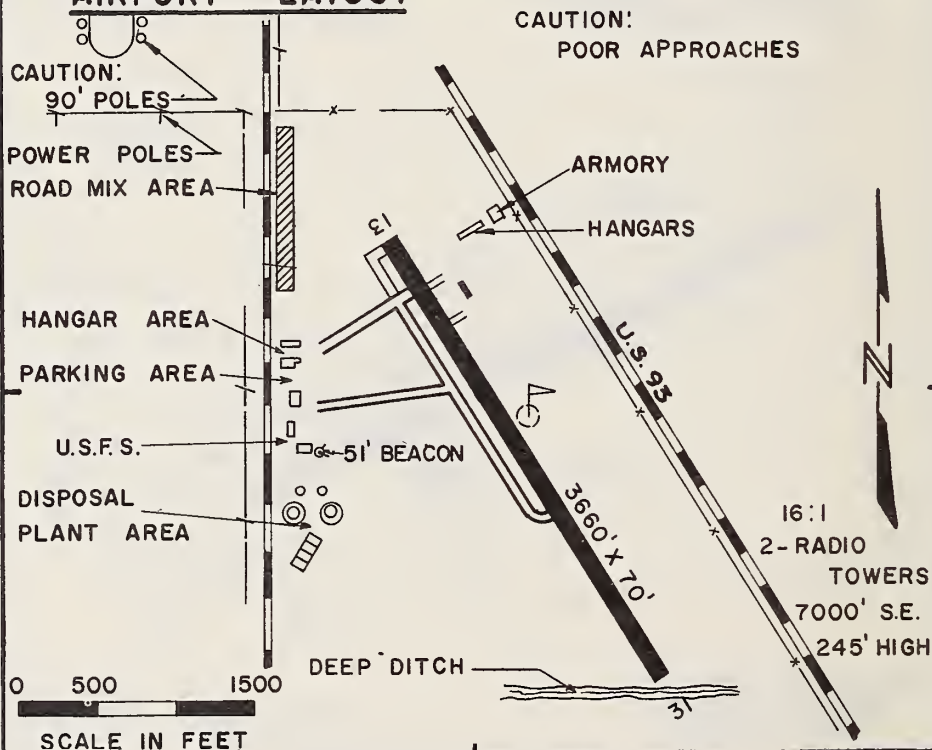 AIRPORT LAYOUT
CAUTION:
POOR APPROACHES
CAUTION:
90' POLES
POWER POLES
ROAD MIX AREA
ARMORY
HANGARS
13
HANGAR AREA
PARKING AREA
U.S. 93
N
U.S.F.S.
51' BEACON
DISPOSAL
PLANT AREA
3660' X 70'
16:1
2-RADIO
TOWERS
7000' S.E.
245' HIGH
DEEP DITCH
31
0 500 1500
SCALE IN FEET